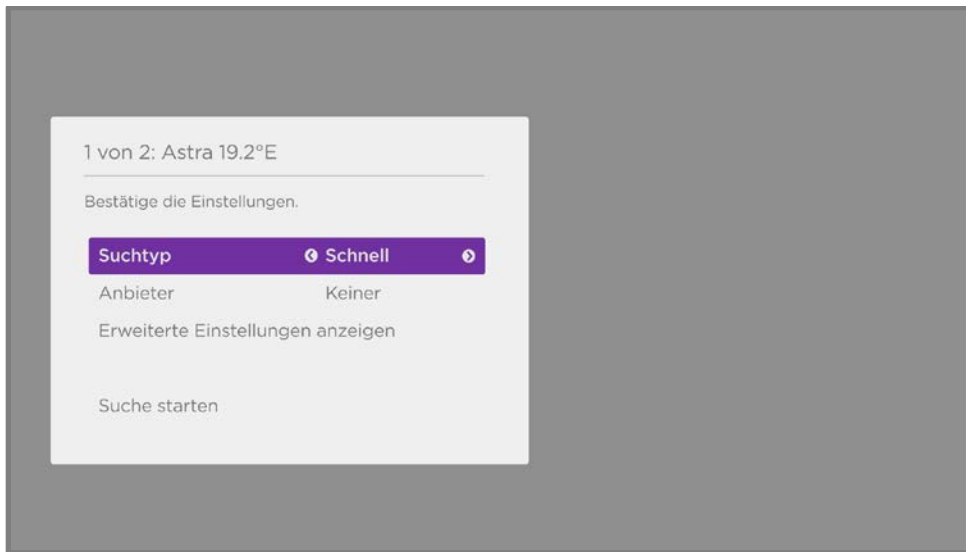 1 von 2: Astra 19.2°E
Bestätige die Einstellungen.
Suchtyp Schnell
Anbieter Keiner
Erweiterte Einstellungen anzeigen
Suche starten